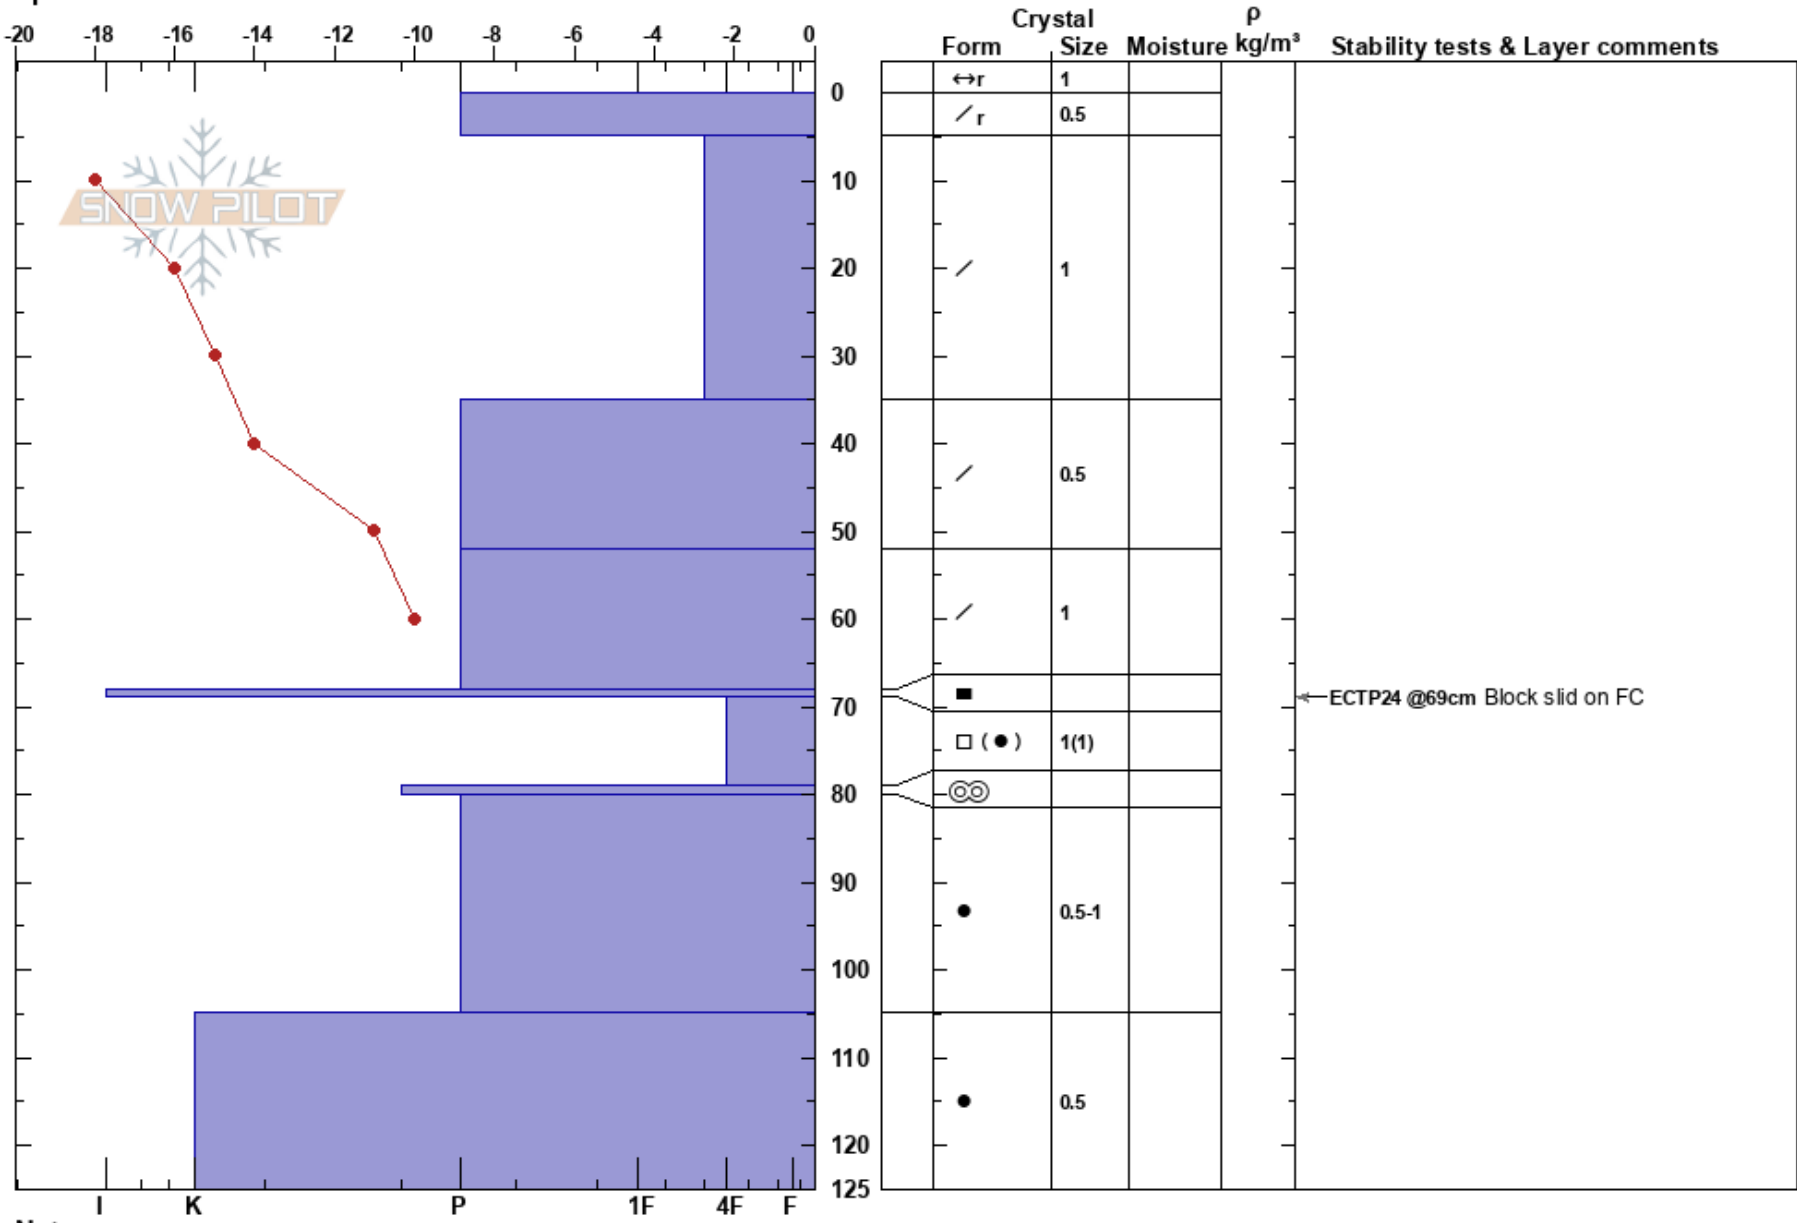 Crystal ρ
-20 -18 -16 -14 -12 -10 -8 -6 -4 -2 0 Form Size Moisture kg/m³ Stability tests & Layer comments
↔r 1
0
∕ r 0.5
SNOW PILOT
10
20 ∕ 1
30
40
∕ 0.5
50
60 ∕ 1
■
70 ECTP24 @69cm Block slid on FC
□ (●) 1(1)
80 ◎◎
90
● 0.5-1
100
110
● 0.5
120
125
I K P 1F 4F F